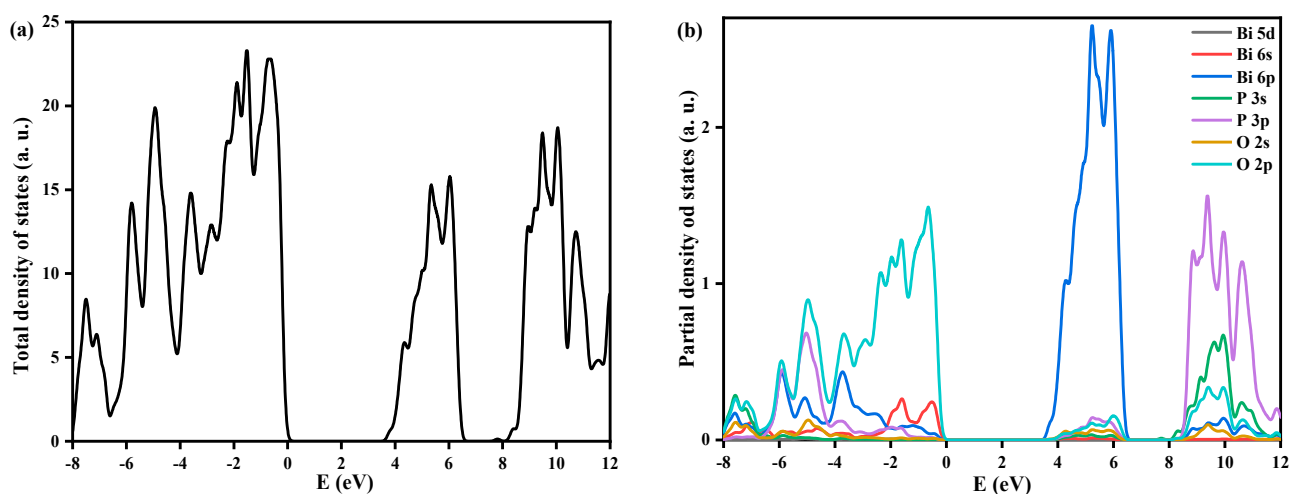 (a)
Total density of states (a. u.)
25
20
15
10
5
0
-8 -6 -4 -2 0 2 4 6 8 10 12
E (eV)
(b)
Partial density od states (a. u.)
2
1
0
-8 -6 -4 -2 0 2 4 6 8 10 12
E (eV)
Bi 5d
Bi 6s
Bi 6p
P 3s
P 3p
O 2s
O 2p